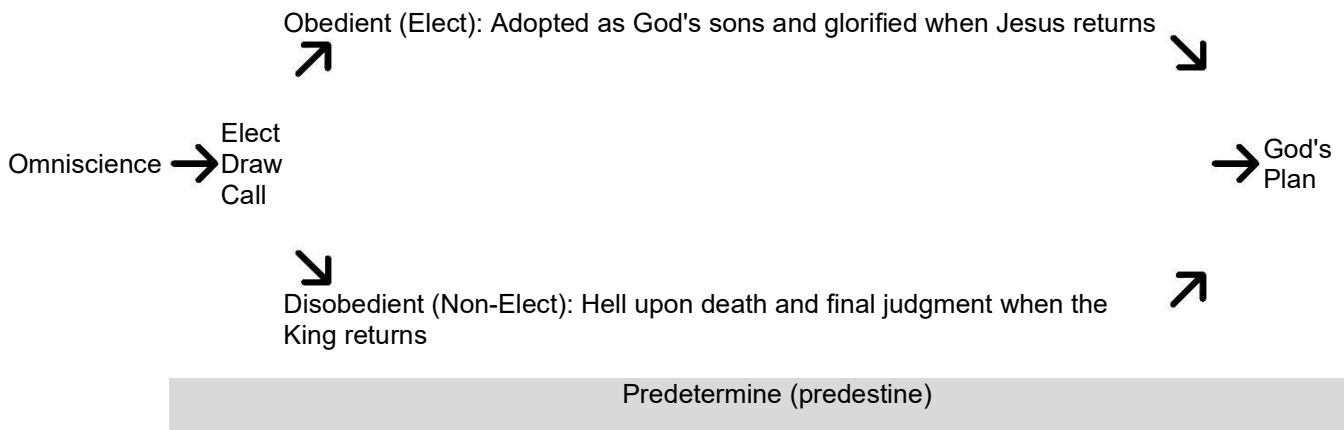 Obedient (Elect): Adopted as God's sons and glorified when Jesus returns
Omniscience
Elect
Draw
Call
God's
Plan
Disobedient (Non-Elect): Hell upon death and final judgment when the
King returns
Predetermine (predestine)